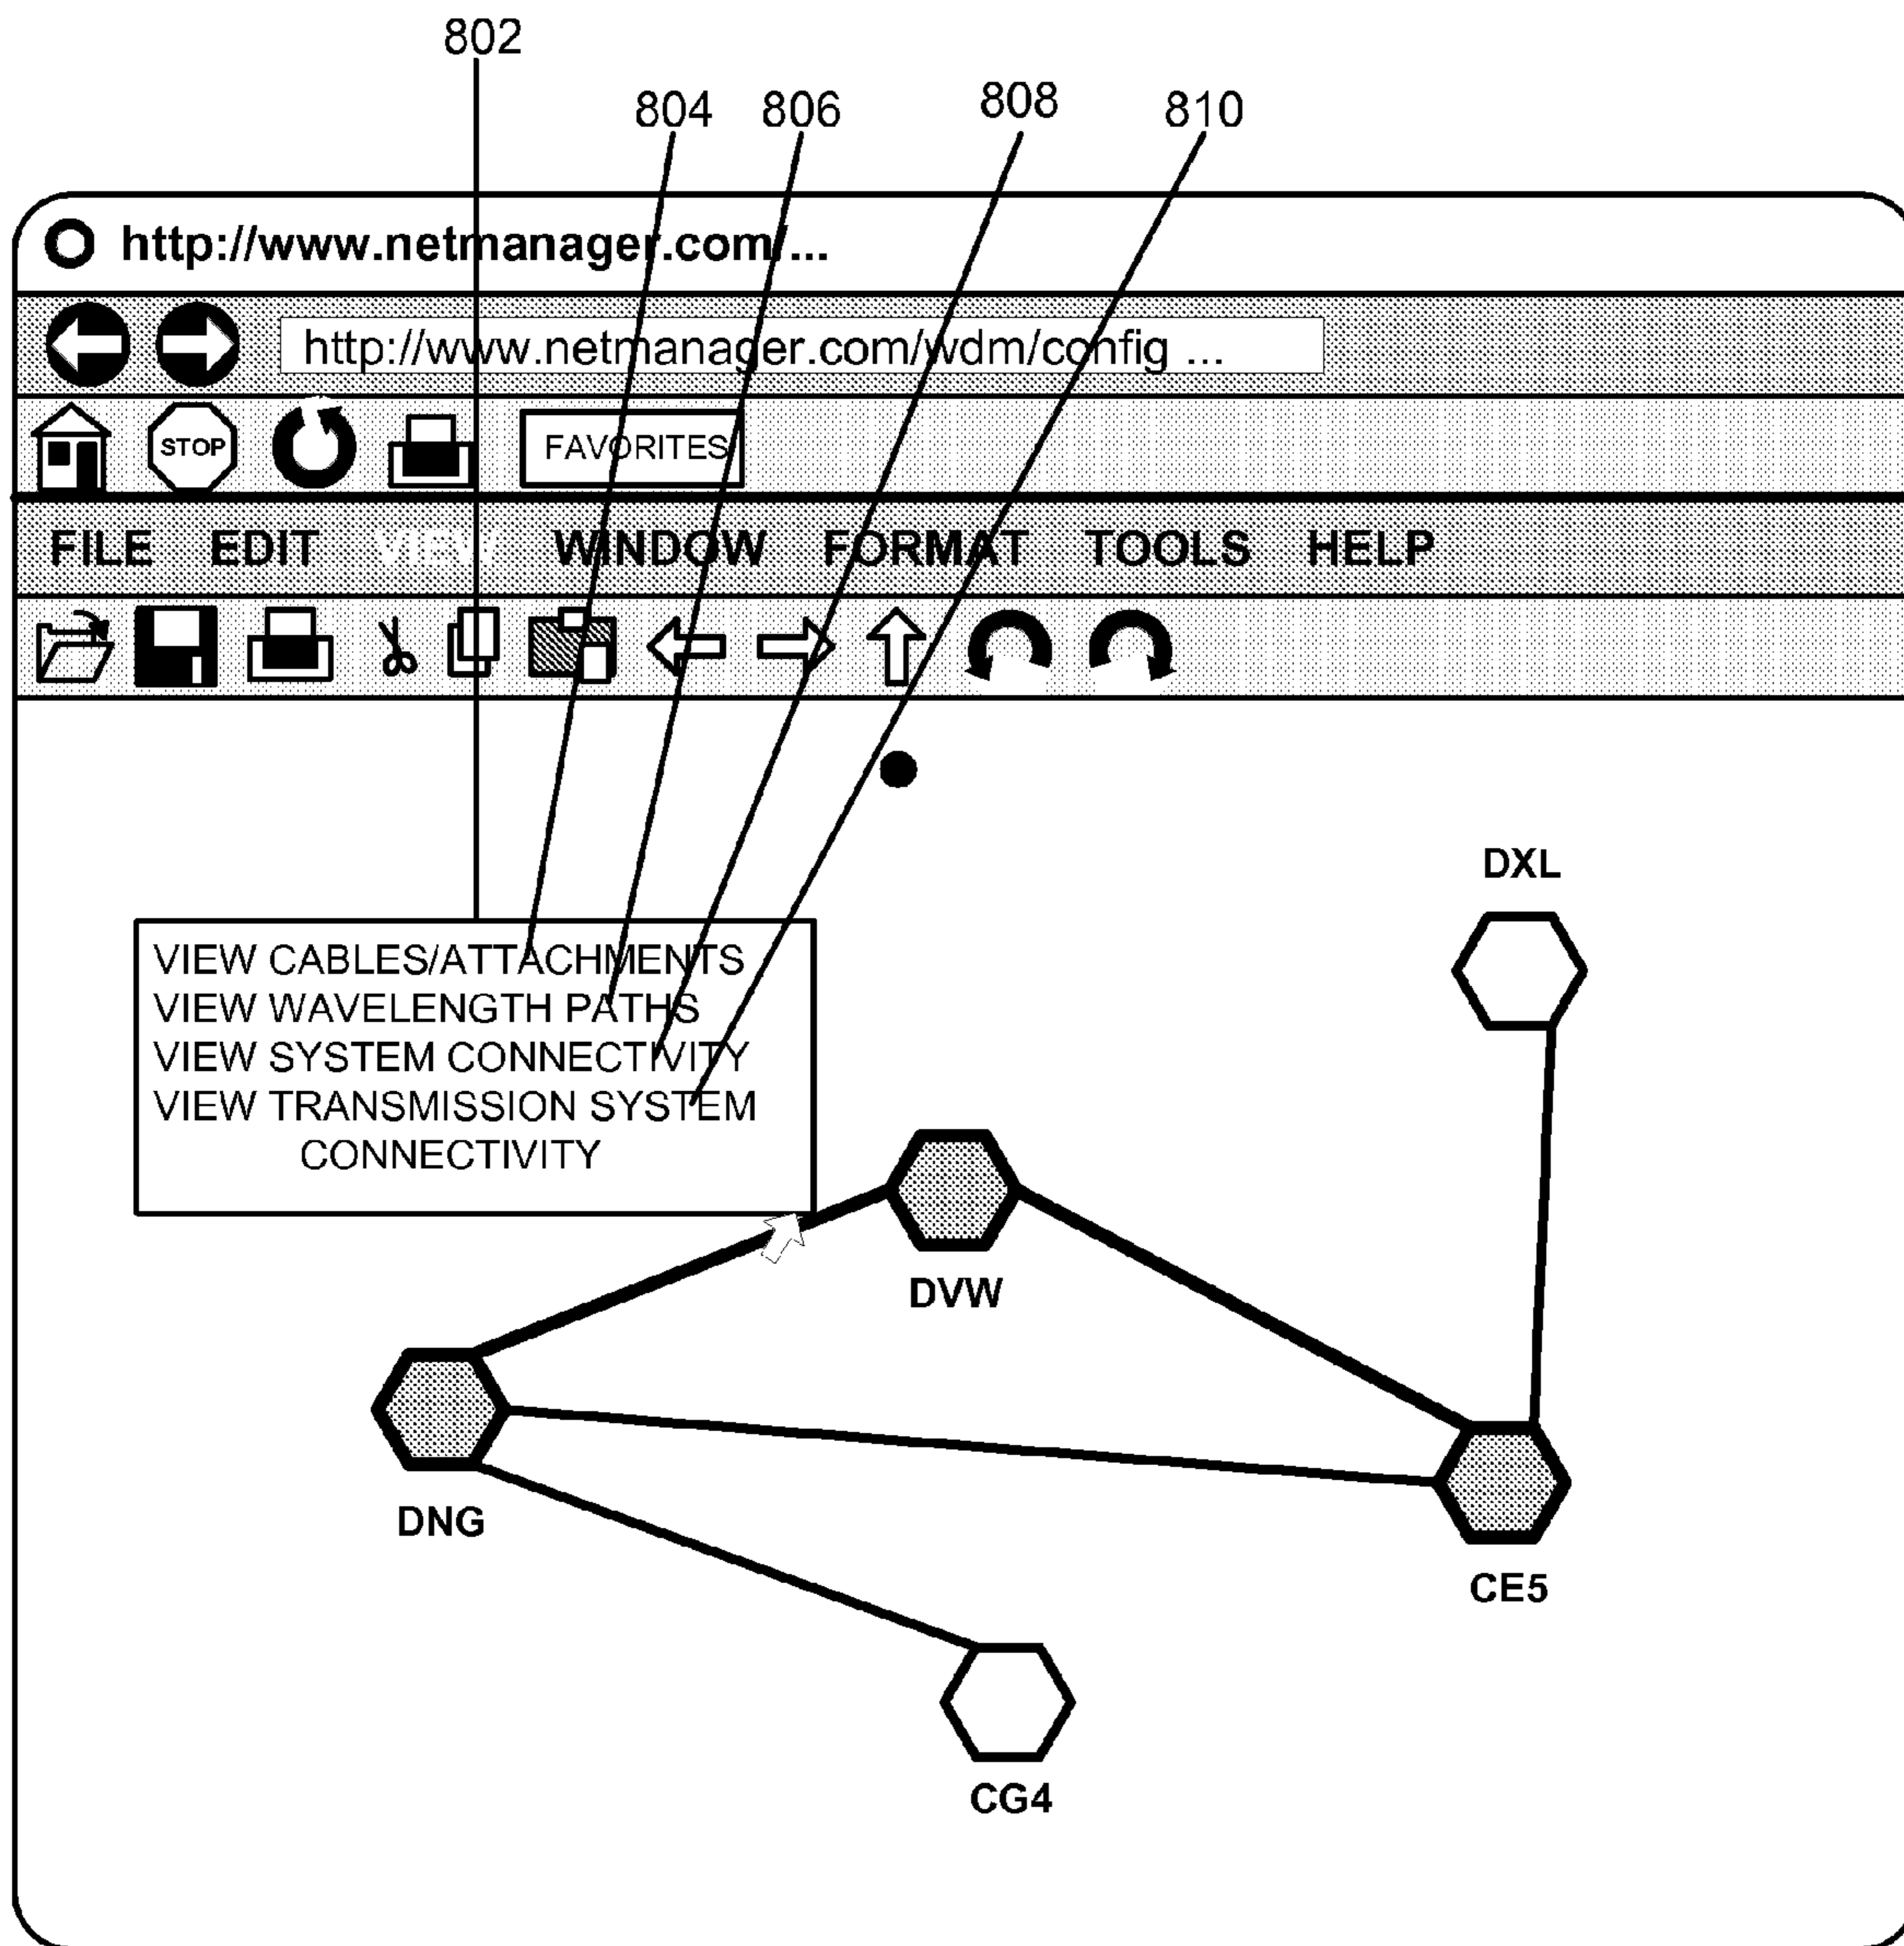 802
804 806 808 810
http://www.netmanager.com/...
http://www.netmanager.com/wdm/config ...
STOP FAVORITES
FILE EDIT VIEW WINDOW FORMAT TOOLS HELP
DXL
VIEW CABLES/ATTACHMENTS
VIEW WAVELENGTH PATHS
VIEW SYSTEM CONNECTIVITY
VIEW TRANSMISSION SYSTEM
CONNECTIVITY
DVW
DNG
CE5
CG4